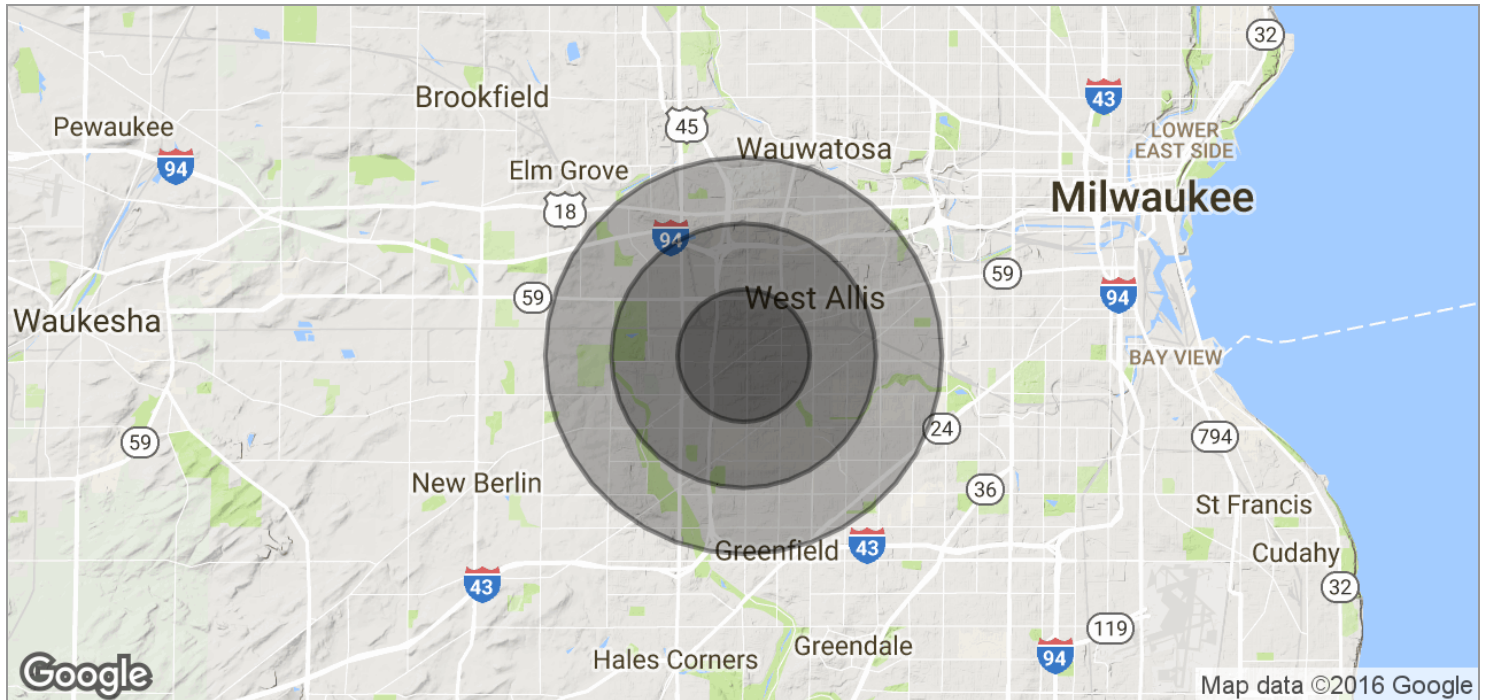 32
43
Brookfield
Pewaukee
45
LOWER
EAST SIDE
Wauwatosa
94
Elm Grove
Milwaukee
18
94
59
59
94
West Allis
Waukesha
BAY VIEW
24
794
59
New Berlin
36
St Francis
Greenfield
43
Cudahy
43
32
119
Greendale
94
Hales Corners
Google
Map data ©2016 Google